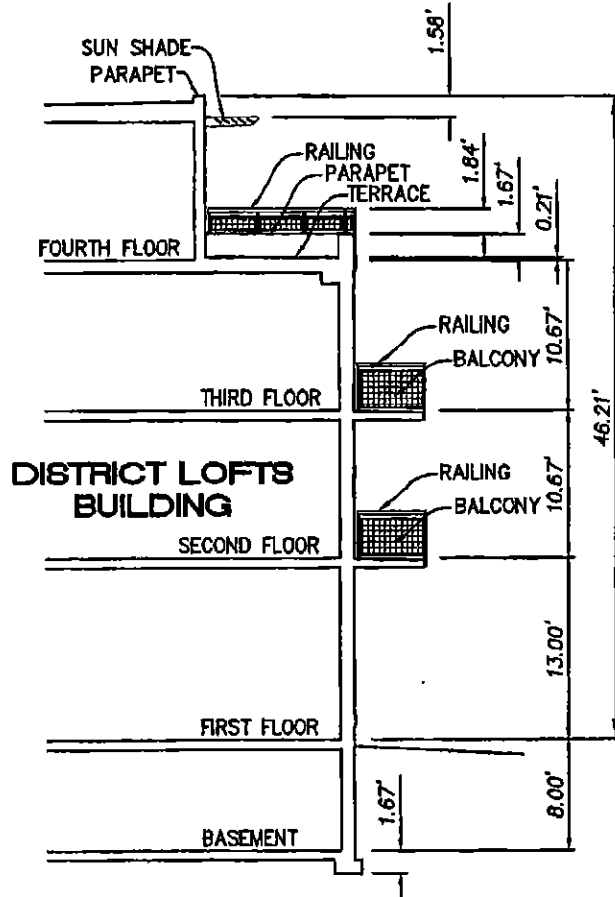 1.58'
SUN SHADE
PARAPET
RAILING
PARAPET
TERRACE
1.84'
1.67'
0.21'
FOURTH FLOOR
RAILING
BALCONY
10.67'
THIRD FLOOR
46.21'
DISTRICT LOFTS
BUILDING
RAILING
BALCONY
10.67'
SECOND FLOOR
13.00'
FIRST FLOOR
8.00'
1.67'
BASEMENT